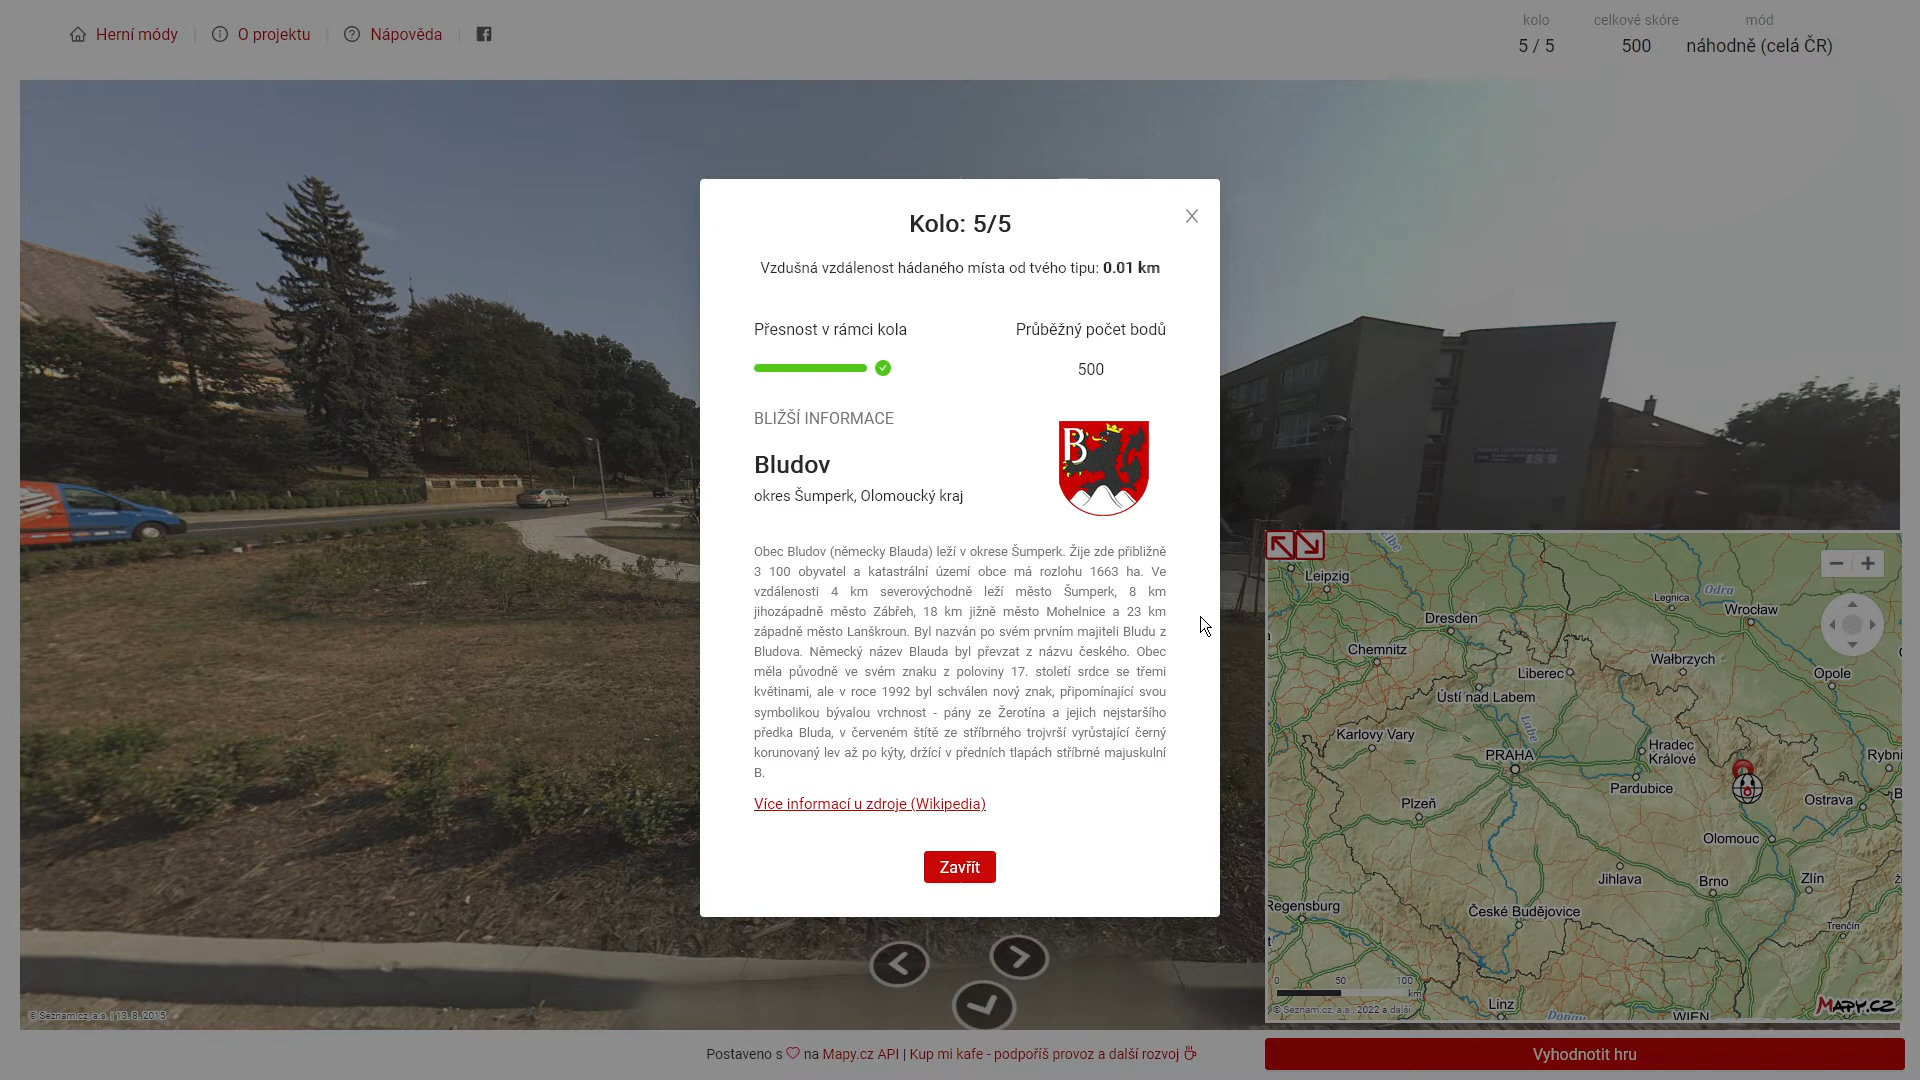 Herní módy
O projektu
Nápověda
kolo
5 / 5
celkové skóre
500
mód
náhodně (celá ČR)
Kolo: 5/5
Vzdušná vzdálenost hádaného místa od tvého tipu: 0.01 km
Přesnost v rámci kola
Průběžný počet bodů
500
BLIŽŠÍ INFORMACE
B
Bludov
okres Šumperk, Olomoucký kraj
Obec Bludov (německy Blauda) leží v okrese Šumperk. Žije zde přibližně
3 100 obyvatel a katastrální území obce má rozlohu 1663 ha. Ve
vzdálenosti 4 km severovýchodně leží město Šumperk, 8 km
jihozápadně město Zábřeh, 18 km jižně město Mohelnice a 23 km
západně město Lanškroun. Byl nazván po svém prvním majiteli Bludu z
Bludova. Německý název Blauda byl převzat z názvu českého. Obec
měla původně ve svém znaku z poloviny 17. století srdce se třemi
květinami, ale v roce 1992 byl schválen nový znak, připomínající svou
symbolikou bývalou vrchnost - pány ze Žerotína a jejich nejstaršího
předka Bluda, v červeném štítě ze stříbrného trojvrší vyrůstající černý
korunovaný lev až po kýty, držící v předních tlapách stříbrné majuskulní
B.
Více informací u zdroje (Wikipedia)
Zavřít
Leipzig
Elbe
Legnica
Odra
Wrocław
Dresden
Chemnitz
Wałbrzych
Liberec
Opole
Ústí nad Labem
Labe
Karlovy Vary
PRAHA
Hradec
Králové
Rybni
Pardubice
Plzeň
Ostrava
B
Olomouc
Jihlava
Brno
Zlín
Regensburg
České Budějovice
Trenčín
Linz
Donau
WIEN
0 50 100
km
© Seznam.cz, a.s., 2022 a další
Mapy.cz
© Seznam.cz, a.s. | 13. 8. 2015
Postaveno s na Mapy.cz API | Kup mi kafe - podpoříš provoz a další rozvoj
Vyhodnotit hru